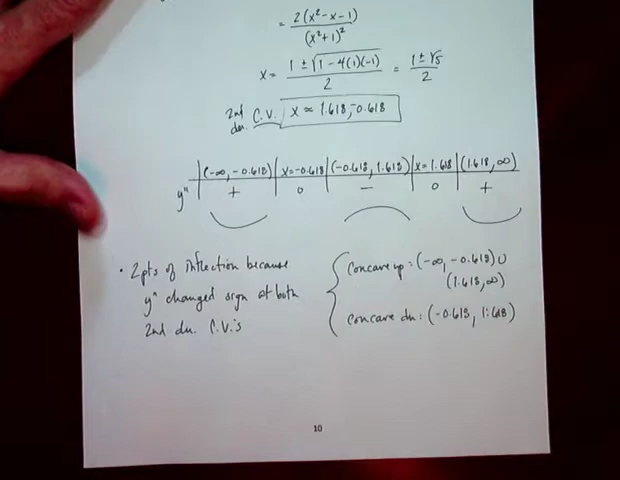 = 2(x²-x-1) / (x²+1)²
x = 1 ± √(1-4(1)(-1)) / 2 = 1 ± √5 / 2
2nd der. C.V. x ≈ 1.618, -0.618
(-∞, -0.618) | x=-0.618 | (-0.618, 1.618) | x=1.618 | (1.618, ∞)
y" + | 0 | - | 0 | +
• 2 pts of inflection because
y" changed sign at both
2nd du. C.V.'s
Concave up: (-∞, -0.618) ∪
(1.618, ∞)
Concave dn: (-0.618, 1.618)
10